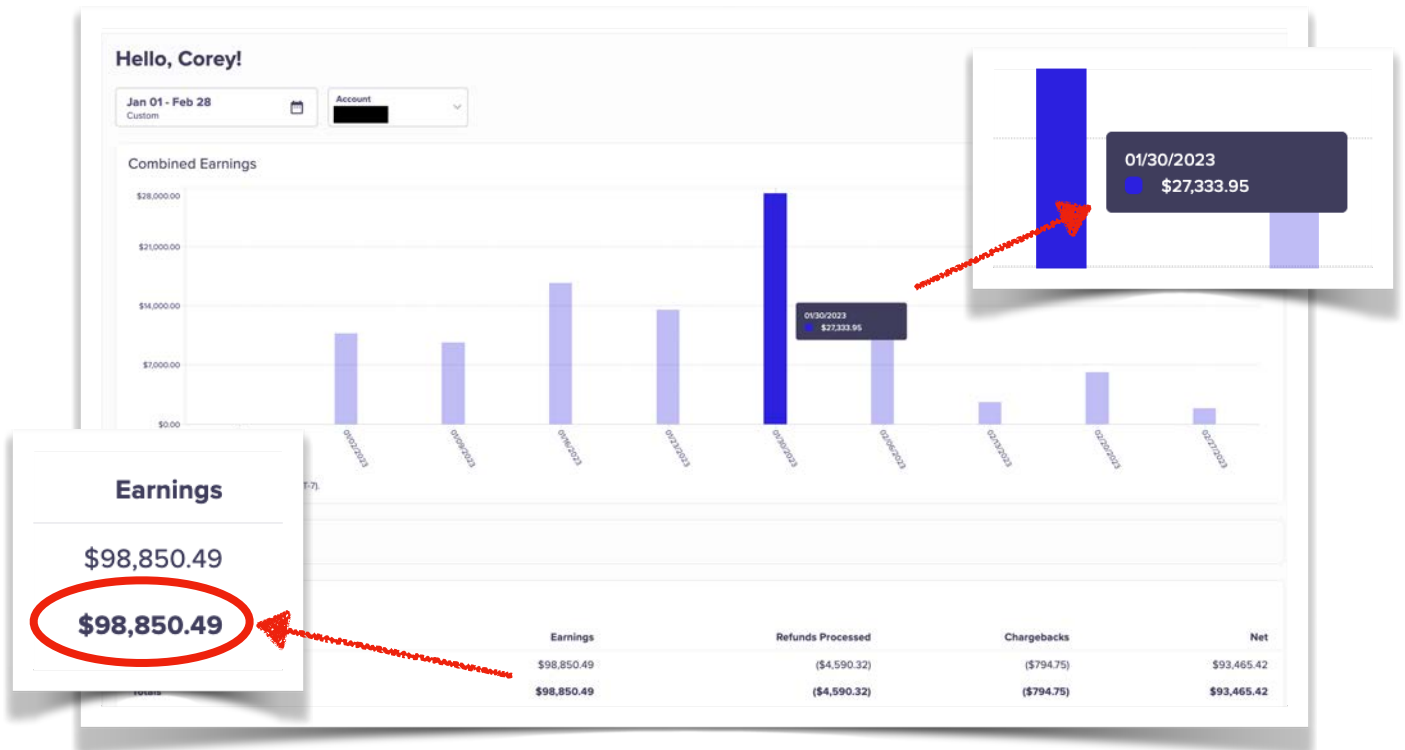 Hello, Corey!
Jan 01 - Feb 28
Custom
Account
Combined Earnings
$28,000.00
$21,000.00
$14,000.00
$7,000.00
$0.00
01/30/2023
$27,333.95
01/02/2023
01/09/2023
01/16/2023
01/23/2023
01/30/2023
02/06/2023
02/13/2023
02/20/2023
02/27/2023
01/30/2023
$27,333.95
T-7).
Earnings
$98,850.49
$98,850.49
Earnings Refunds Processed Chargebacks Net
$98,850.49 ($4,590.32) ($794.75) $93,465.42
Totals $98,850.49 ($4,590.32) ($794.75) $93,465.42